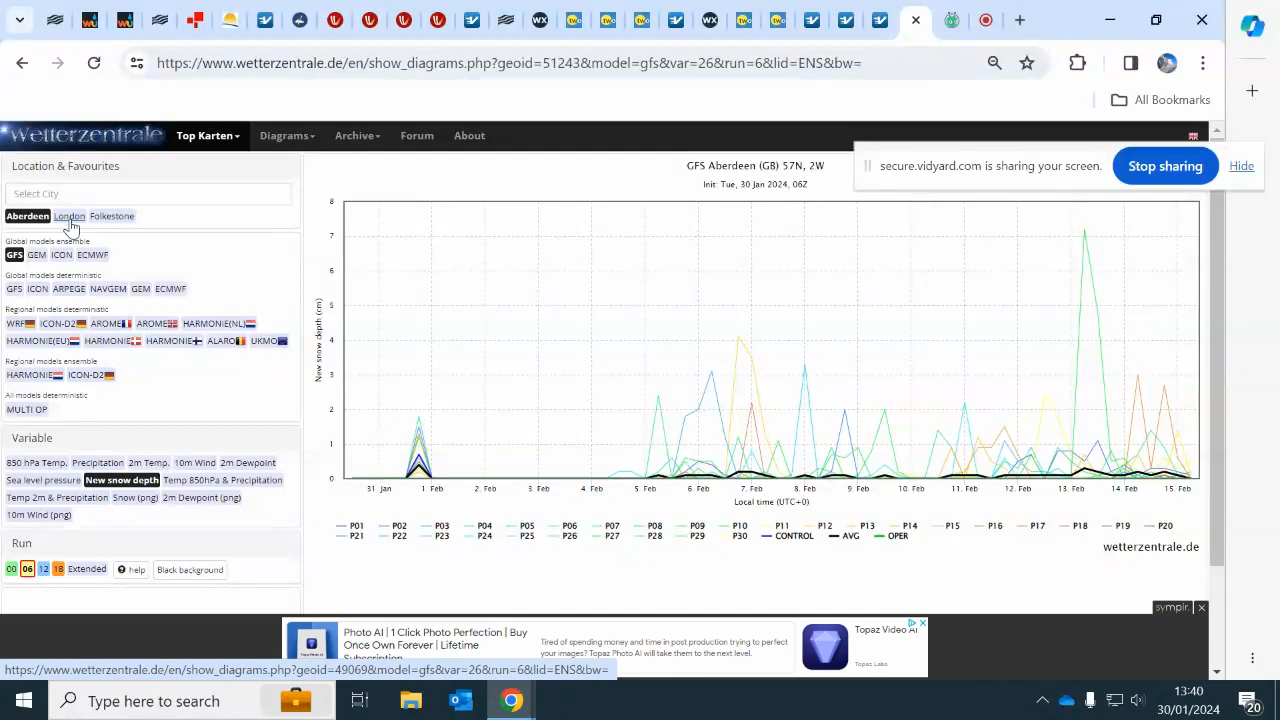 https://www.wetterzentrale.de/en/show_diagrams.php?geoid=51243&model=gfs&var=26&run=6&lid=ENS&bw=
All Bookmarks
Wetterzentrale
Top Karten
Diagrams
Archive
Forum
About
Location & Favourites
Select City
Aberdeen London Folkestone
Global models ensemble
GFS GEM ICON ECMWF
Global models deterministic
GFS ICON ARPEGE NAVGEM GEM ECMWF
Regional models deterministic
WRF ICON-D2 AROME AROME HARMONIE(NL)
HARMONIE(EU) HARMONIE HARMONIE ALARO UKMO
Regional models ensemble
HARMONIE ICON-D2
All models deterministic
MULTI OP
Variable
850 hPa Temp. Precipitation 2m Temp. 10m Wind 2m Dewpoint
Sea level pressure New snow depth Temp 850hPa & Precipitation
Temp 2m & Precipitation Snow (png) 2m Dewpoint (png)
10m Wind (png)
Run
00 06 12 18 Extended help Black background
GFS Aberdeen (GB) 57N, 2W
Init: Tue, 30 Jan 2024, 06Z
secure.vidyard.com is sharing your screen.
Stop sharing
Hide
New snow depth (cm)
8
7
6
5
4
3
2
1
0
31. Jan 1. Feb 2. Feb 3. Feb 4. Feb 5. Feb 6. Feb 7. Feb 8. Feb 9. Feb 10. Feb 11. Feb 12. Feb 13. Feb 14. Feb 15. Feb
Local time (UTC+0)
P01 P02 P03 P04 P05 P06 P07 P08 P09 P10 P11 P12 P13 P14 P15 P16 P17 P18 P19 P20
P21 P22 P23 P24 P25 P26 P27 P28 P29 P30 CONTROL AVG OPER
wetterzentrale.de
symplr.
Photo AI | 1 Click Photo Perfection | Buy
Once Own Forever | Lifetime
Subscription
Tired of spending money and time in post production trying to perfect
your images? Topaz Photo AI will take them to the next level.
Topaz Video AI
Topaz Labs
https://www.wetterzentrale.de/en/show_diagrams.php?geoid=49069&model=gfs&var=26&run=6&lid=ENS&bw=
Type here to search
13:40
30/01/2024
20